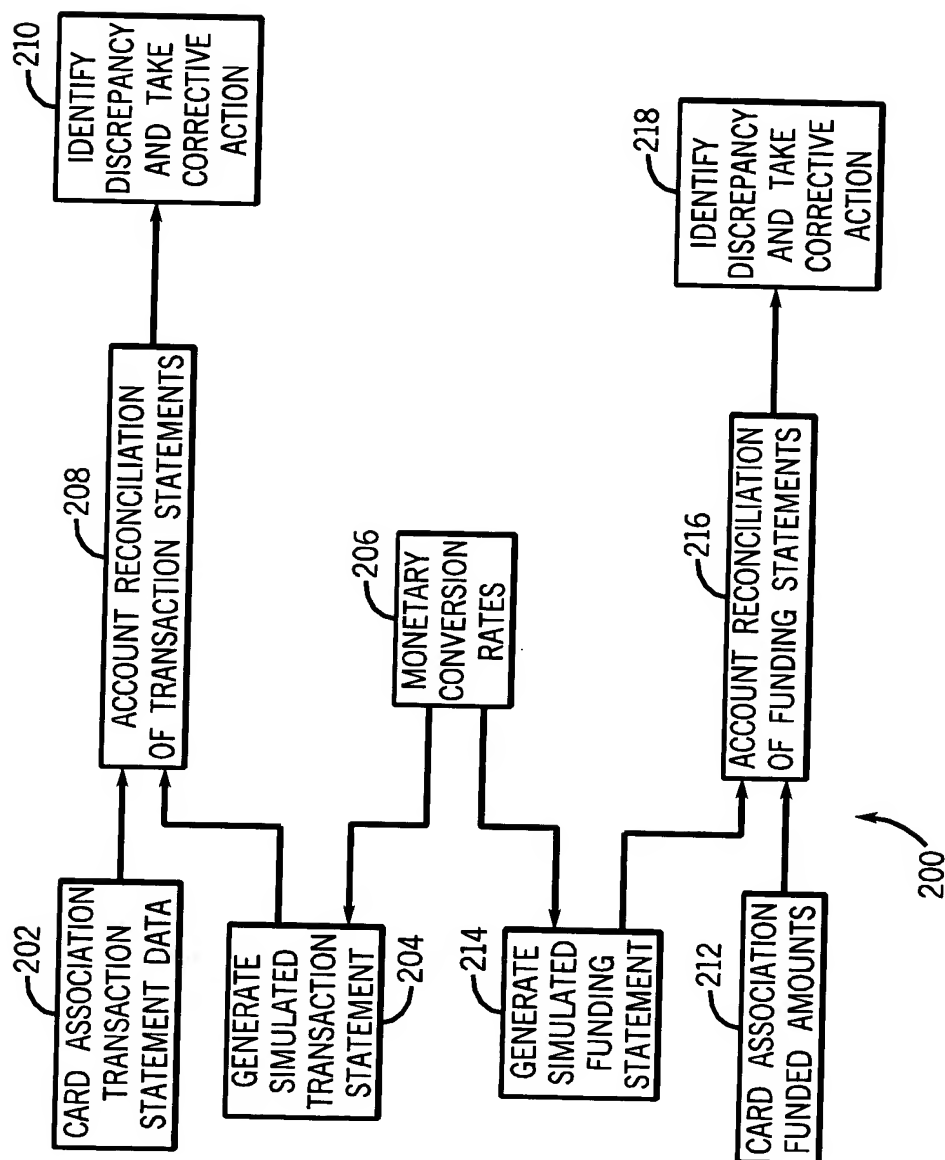 202
CARD ASSOCIATION
TRANSACTION
STATEMENT DATA
208
ACCOUNT RECONCILIATION
OF TRANSACTION STATEMENTS
210
IDENTIFY
DISCREPANCY
AND TAKE
CORRECTIVE
ACTION
GENERATE
SIMULATED
TRANSACTION
STATEMENT
204
206
MONETARY
CONVERSION
RATES
214
GENERATE
SIMULATED
FUNDING
STATEMENT
212
CARD ASSOCIATION
FUNDED AMOUNTS
216
ACCOUNT RECONCILIATION
OF FUNDING STATEMENTS
218
IDENTIFY
DISCREPANCY
AND TAKE
CORRECTIVE
ACTION
200